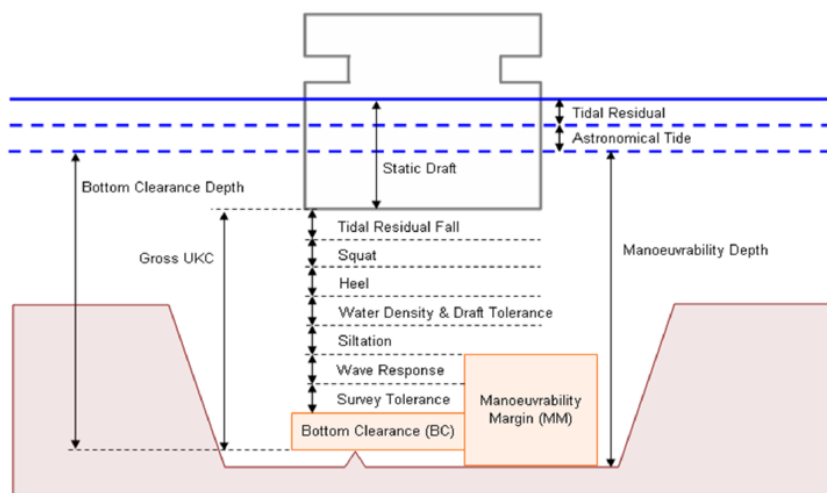 Tidal Residual
Astronomical Tide
Static Draft
Bottom Clearance Depth
Tidal Residual Fall
Manoeuvrability Depth
Gross UKC
Squat
Heel
Water Density & Draft Tolerance
Siltation
Wave Response
Survey Tolerance
Manoeuvrability
Margin (MM)
Bottom Clearance (BC)